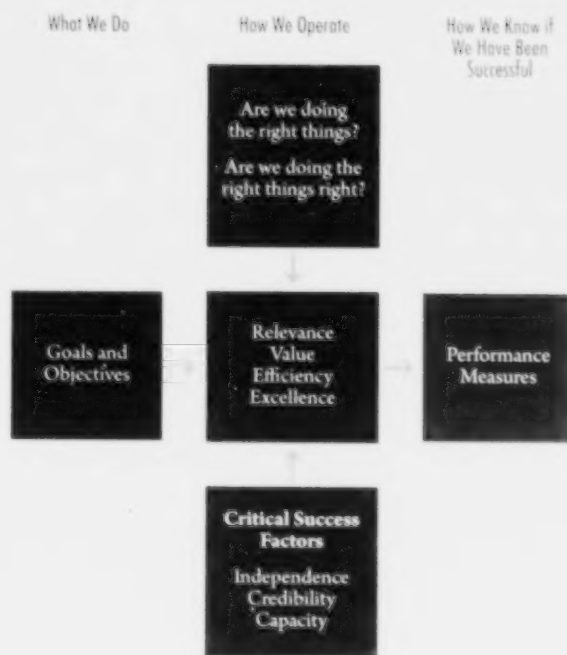 What We Do
How We Operate
How We Know if
We Have Been
Successful
Are we doing
the right things?
Are we doing the
right things right?
Goals and
Objectives
Relevance
Value
Efficiency
Excellence
Performance
Measures
Critical Success
Factors
Independence
Credibility
Capacity